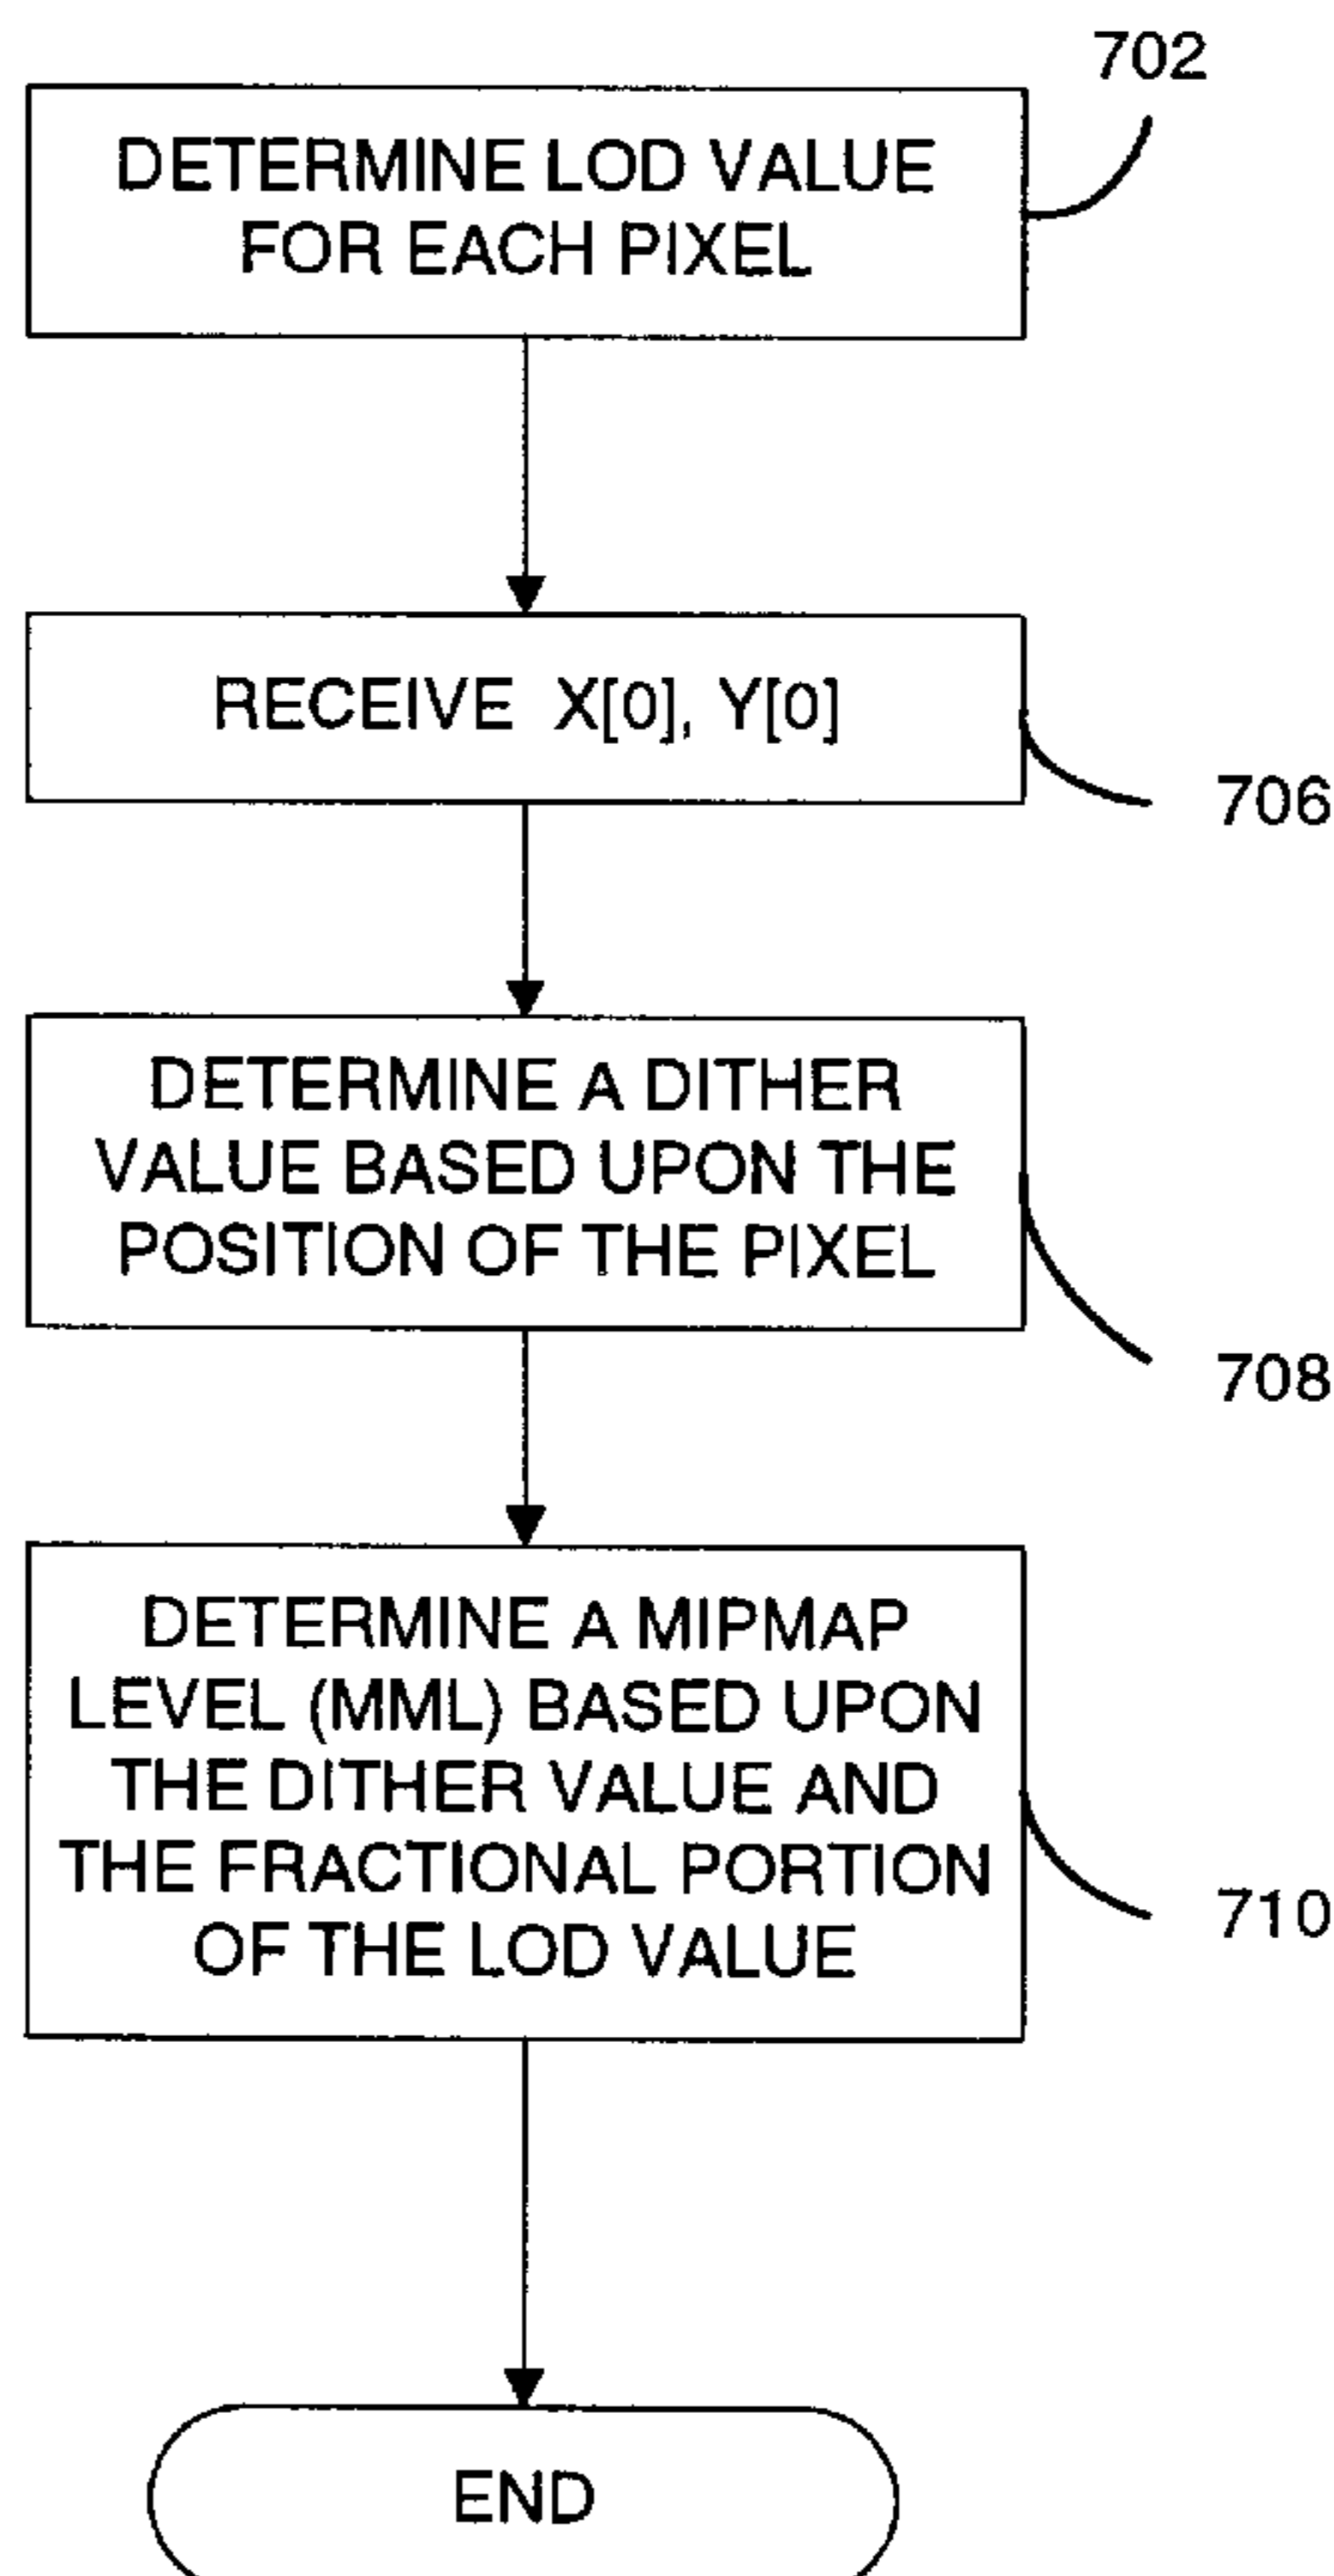 702
DETERMINE LOD VALUE
FOR EACH PIXEL
RECEIVE X[0], Y[0]
706
DETERMINE A DITHER
VALUE BASED UPON THE
POSITION OF THE PIXEL
708
DETERMINE A MIPMAP
LEVEL (MML) BASED UPON
THE DITHER VALUE AND
THE FRACTIONAL PORTION
OF THE LOD VALUE
710
END